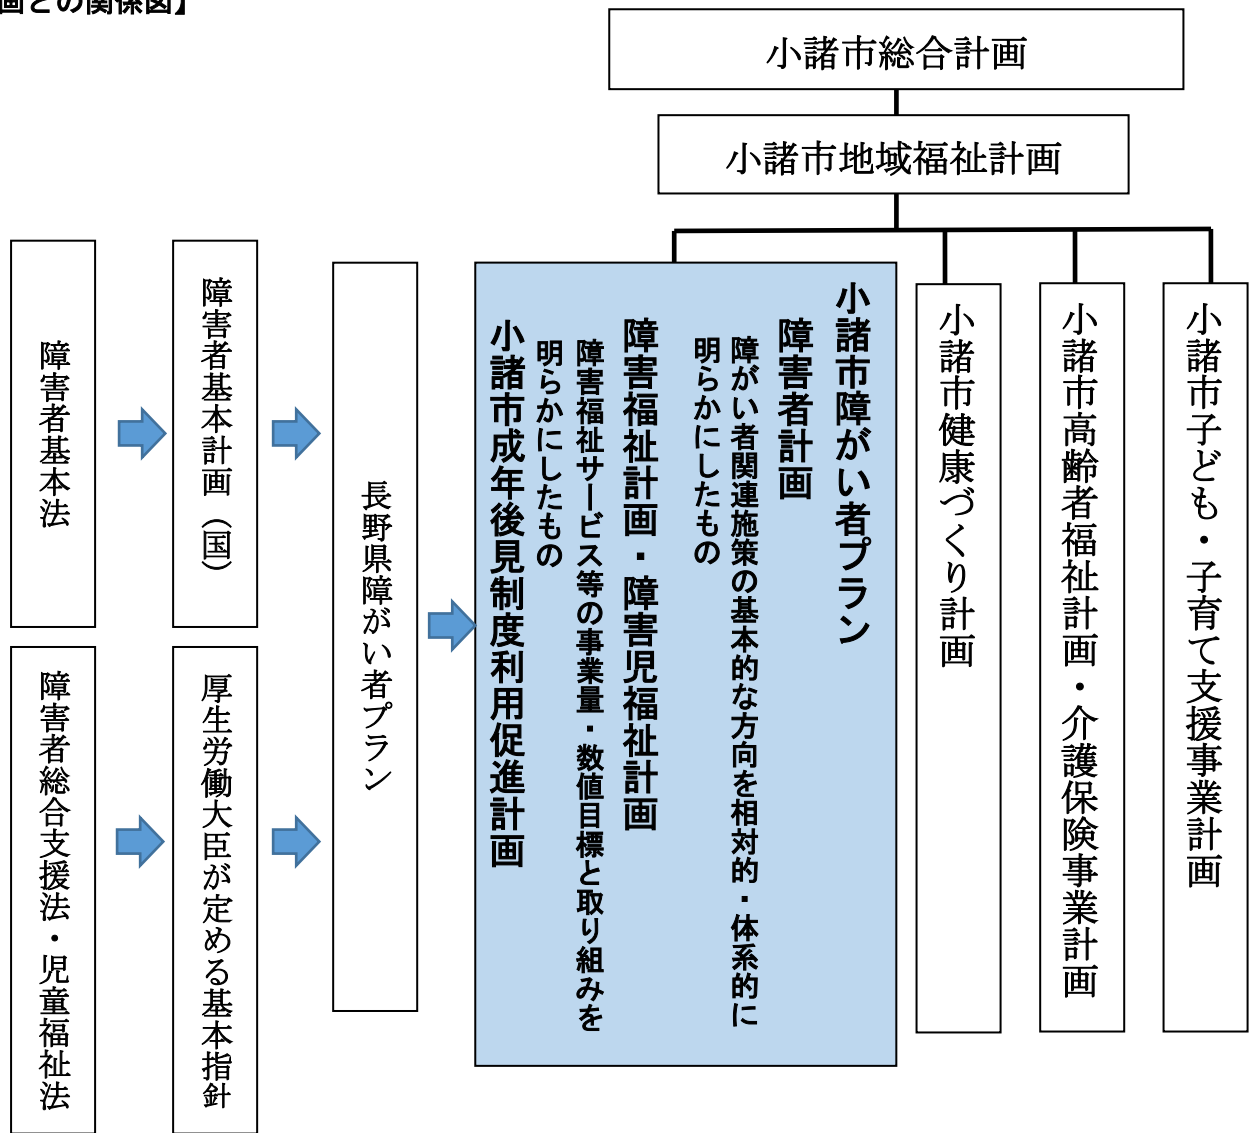 画との関係図】
小諸市総合計画
小諸市地域福祉計画
障害者基本法
障害者基本計画（国）
障害者総合支援法・児童福祉法
厚生労働大臣が定める基本指針
長野県障がい者プラン
小諸市障がい者プラン
障害者計画
障がい者関連施策の基本的な方向を相対的・体系的に
明らかにしたもの
障害福祉計画・障害児福祉計画
障害福祉サービス等の事業量・数値目標と取り組みを
明らかにしたもの
小諸市成年後見制度利用促進計画
小諸市健康づくり計画
小諸市高齢者福祉計画・介護保険事業計画
小諸市子ども・子育て支援事業計画